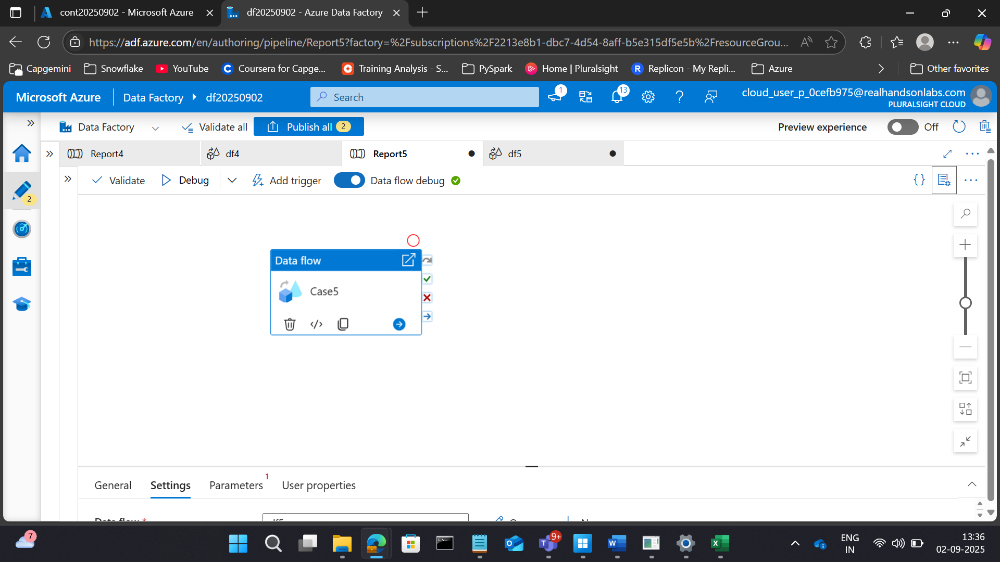 cont20250902 - Microsoft Azure
df20250902 - Azure Data Factory
https://adf.azure.com/en/authoring/pipeline/Report5?factory=%2Fsubscriptions%2F2213e8b1-dbc7-4d54-8aff-b5e315df5e5b%2FresourceGrou...
Capgemini
Snowflake
YouTube
Coursera for Capge...
Training Analysis - S...
PySpark
Home | Pluralsight
Replicon - My Repli...
Azure
Other favorites
Microsoft Azure
Data Factory
df20250902
Search
1
13
cloud_user_p_0cefb975@realhandsonlabs.com
PLURALSIGHT CLOUD
Data Factory
Validate all
Publish all 2
Preview experience
Off
Report4
df4
Report5
df5
2
Validate
Debug
Add trigger
Data flow debug
Data flow
Case5
General
Settings
Parameters 1
User properties
Data flow *
df5
7
9+
ENG
IN
13:36
02-09-2025